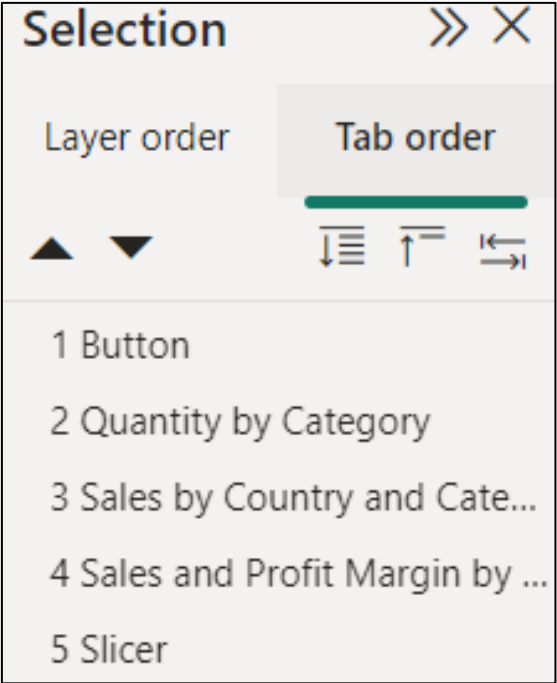 Selection
Layer order Tab order
1 Button
2 Quantity by Category
3 Sales by Country and Cate...
4 Sales and Profit Margin by ...
5 Slicer